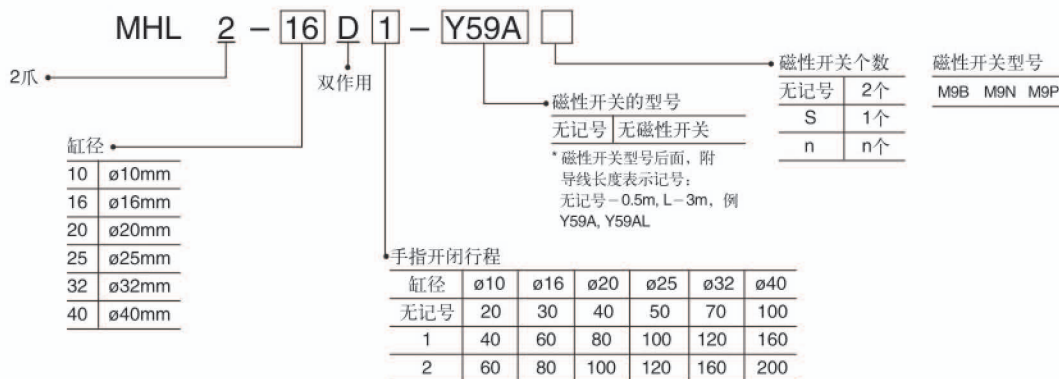 MHL 2 - 16 D 1 - Y59A
2爪
双作用
磁性开关个数
无记号 2个
S 1个
n n个
磁性开关型号
M9B M9N M9P
磁性开关的型号
无记号 无磁性开关
* 磁性开关型号后面，附
导线长度表示记号：
无记号－0.5m, L－3m，例
Y59A, Y59AL
缸径
10 ø10mm
16 ø16mm
20 ø20mm
25 ø25mm
32 ø32mm
40 ø40mm
手指开闭行程
缸径 ø10 ø16 ø20 ø25 ø32 ø40
无记号 20 30 40 50 70 100
1 40 60 80 100 120 160
2 60 80 100 120 160 200